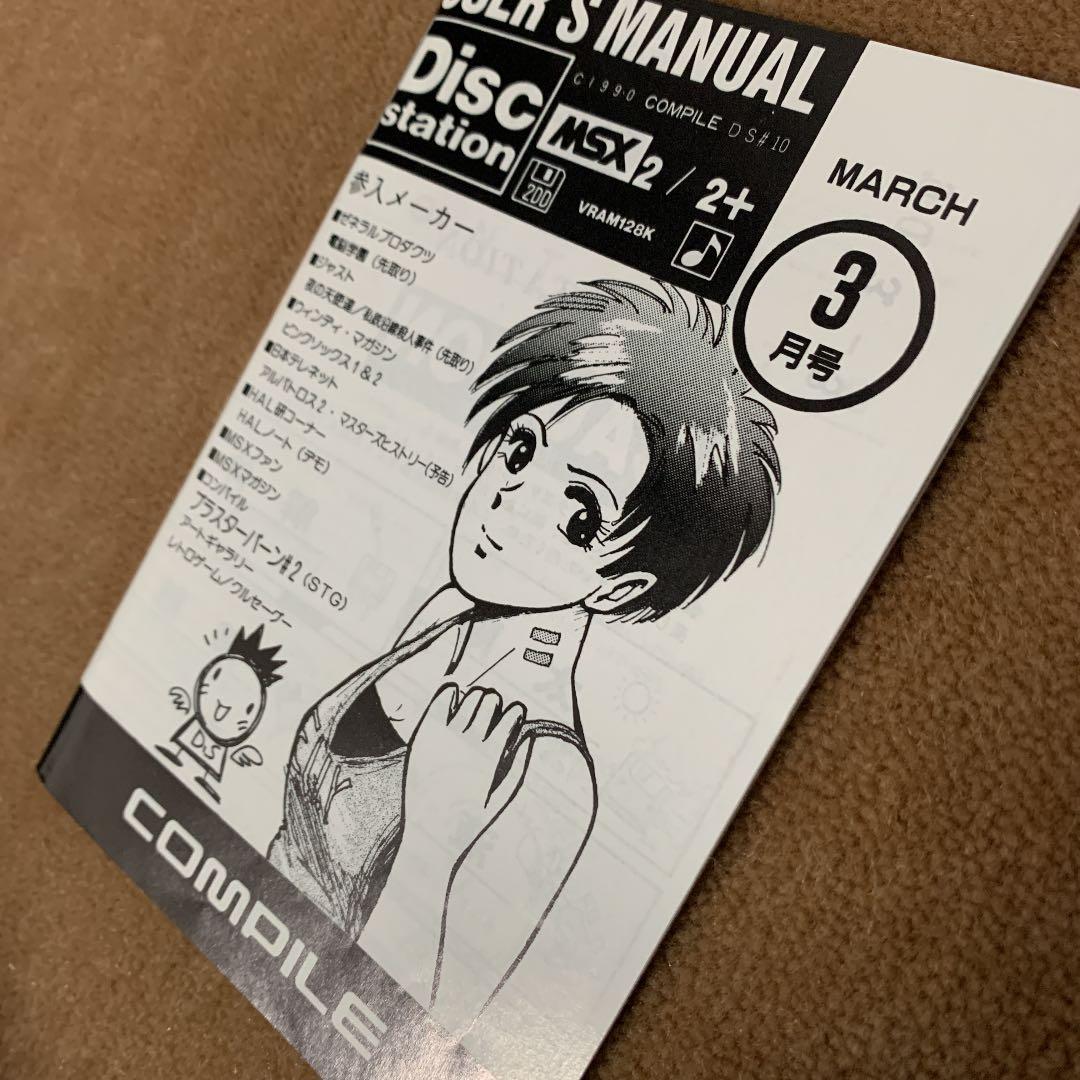 USER'S MANUAL
Disc
station
C1990 COMPILE DS#10
MSX2 / 2+
2DD
VRAM128K
MARCH
3
月号
参入メーカー
■ゼネラルプロダクツ
電脳学園(先取り)
■ジャスト
夜の天使達/私鉄沿線殺人事件(先取り)
■ウィンディ・マガジン
ピンクソックス1&2
■日本テレネット
アルバトロス2・マスターズヒストリー(予告)
■HAL研コーナー
HALノート(デモ)
■MSXファン
■MSXマガジン
■コンパイル
ブラスターバーン#2(STG)
アートギャラリー
レトロゲーム/クルセーダー
DS
COMPILE